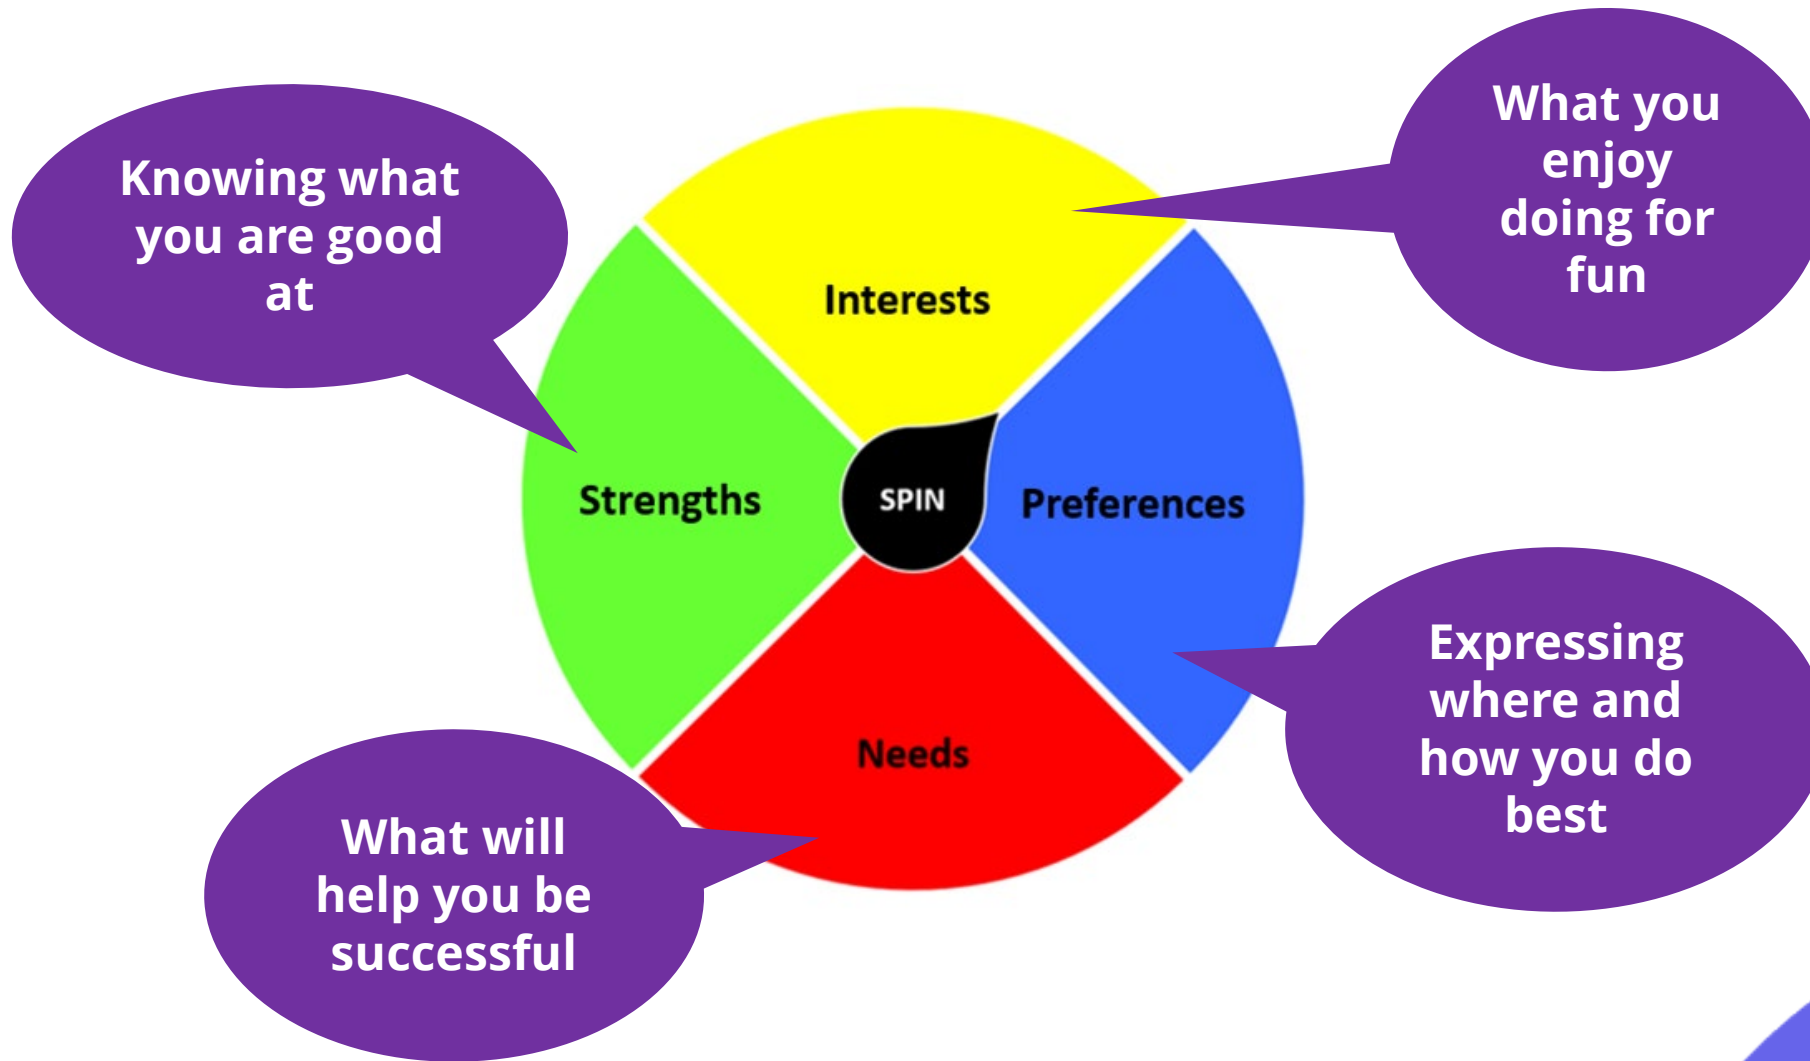 Knowing what
you are good
at
What you
enjoy
doing for
fun
Interests
Strengths
SPIN
Preferences
Needs
Expressing
where and
how you do
best
What will
help you be
successful